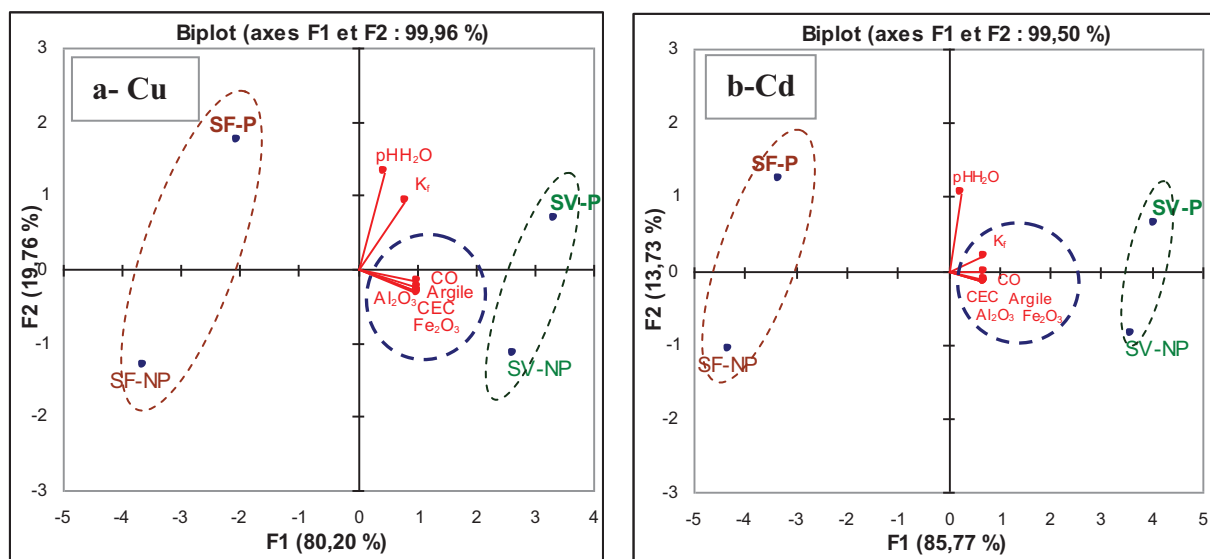 Biplot (axes F1 et F2 : 99,96 %)
a- Cu
SF-P
pHH₂O
K_f
SV-P
CO
Al₂O₃ Argile
CEC
Fe₂O₃
SF-NP
SV-NP
F2 (19,76 %)
3
2
1
0
-1
-2
-3
-5 -4 -3 -2 -1 0 1 2 3 4
F1 (80,20 %)
Biplot (axes F1 et F2 : 99,50 %)
b-Cd
SF-P
pHH₂O
SV-P
K_f
CO
CEC Argile
Al₂O₃ Fe₂O₃
SF-NP
SV-NP
F2 (13,73 %)
3
2
1
0
-1
-2
-3
-5 -4 -3 -2 -1 0 1 2 3 4 5
F1 (85,77 %)